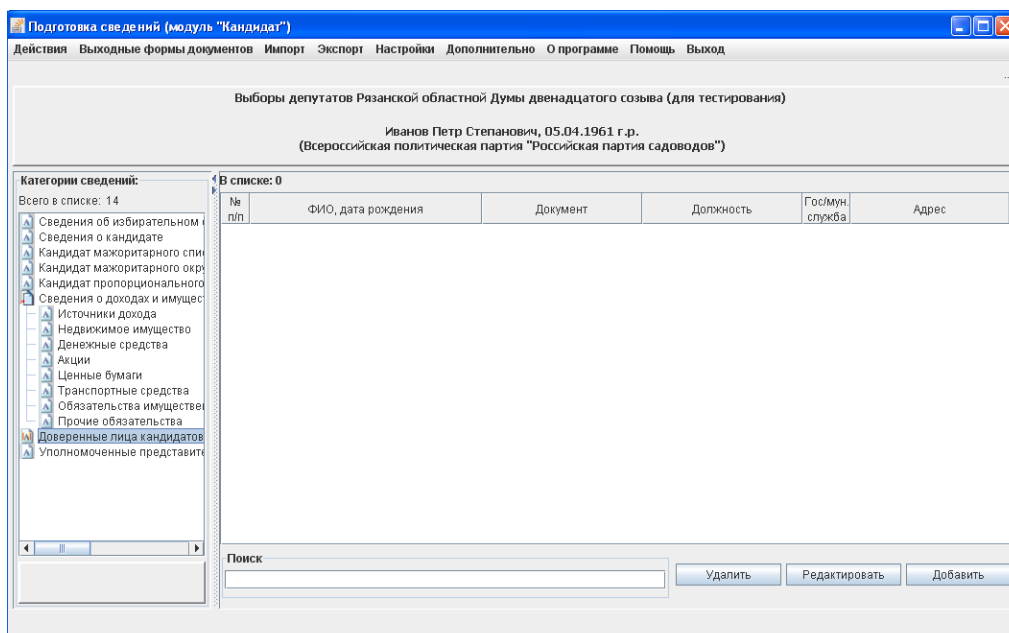 Подготовка сведений (модуль "Кандидат")
Действия Выходные формы документов Импорт Экспорт Настройки Дополнительно О программе Помощь Выход
Выборы депутатов Рязанской областной Думы двенадцатого созыва (для тестирования)
Иванов Петр Степанович, 05.04.1961 г.р.
(Всероссийская политическая партия "Российская партия садоводов")
Категории сведений:
Всего в списке: 14
Сведения об избирательном
Сведения о кандидате
Кандидат мажоритарного спи
Кандидат мажоритарного окру
Кандидат пропорционального
Сведения о доходах и имущес
Источники дохода
Недвижимое имущество
Денежные средства
Акции
Ценные бумаги
Транспортные средства
Обязательства имуществе
Прочие обязательства
Доверенные лица кандидатов
Уполномоченные представите
В списке: 0
№ п/п ФИО, дата рождения Документ Должность Гос/мун. служба Адрес
Поиск
Удалить Редактировать Добавить